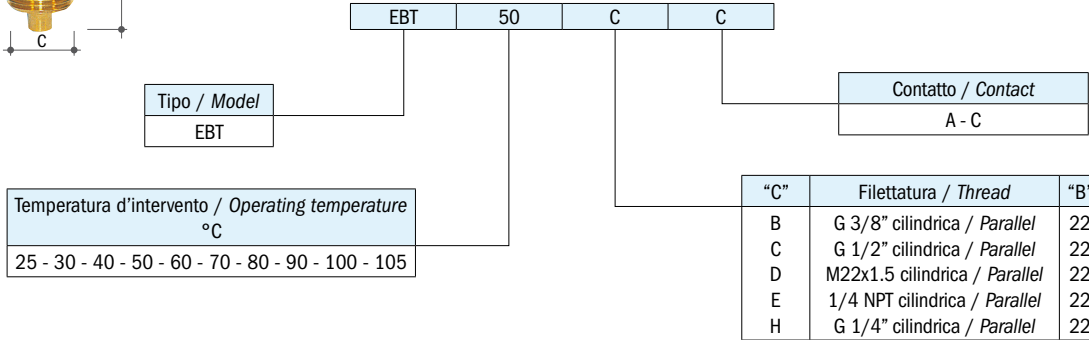 C
EBT 50 C C
Tipo / Model
EBT
Contatto / Contact
A - C
Temperatura d'intervento / Operating temperature
°C
25 - 30 - 40 - 50 - 60 - 70 - 80 - 90 - 100 - 105
“C” Filettatura / Thread “B”
B G 3/8” cilindrica / Parallel 22
C G 1/2” cilindrica / Parallel 22
D M22x1.5 cilindrica / Parallel 22
E 1/4 NPT cilindrica / Parallel 22
H G 1/4” cilindrica / Parallel 22